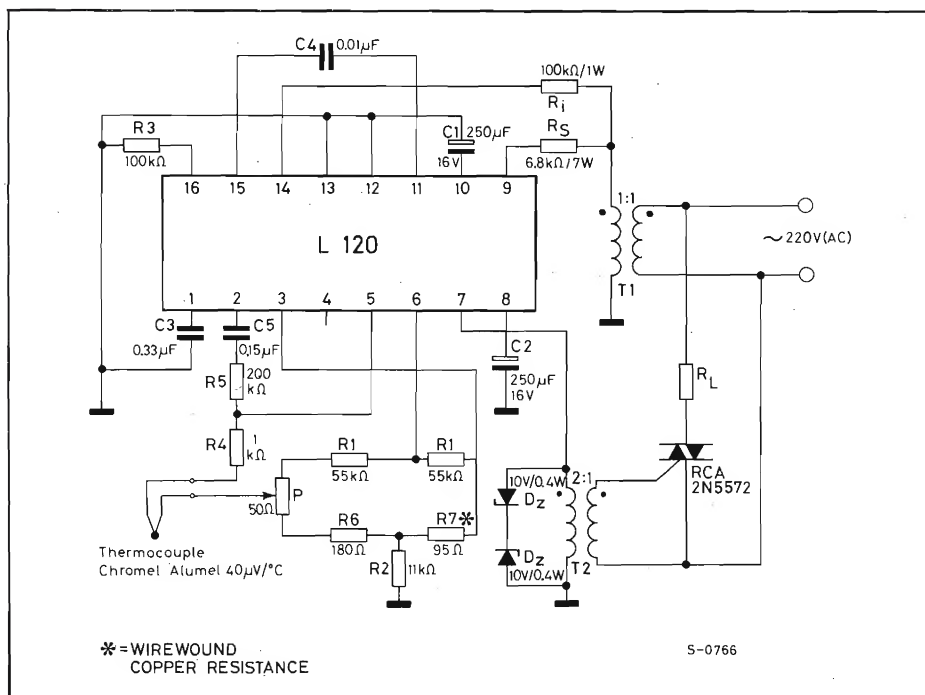 C4
0.01µF
100kΩ/1W
Ri
R3
100kΩ
C1
250µF
16V
RS
6.8kΩ/7W
16 15 14 13 12 11 10 9
L 120
1:1
~220V(AC)
T1
1 2 3 4 5 6 7 8
C3
0.33µF
C5
0.15µF
C2
250µF
16V
R5
200
kΩ
RL
R4
1
kΩ
R1
55kΩ
R1
55kΩ
RCA
2N5572
P
50Ω
R6
180Ω
R7*
95Ω
R2
11kΩ
10V/0.4W
DZ
2:1
DZ
10V/0.4W
T2
Thermocouple
Chromel Alumel 40µV/°C
* = WIREWOUND
COPPER RESISTANCE
S-0766